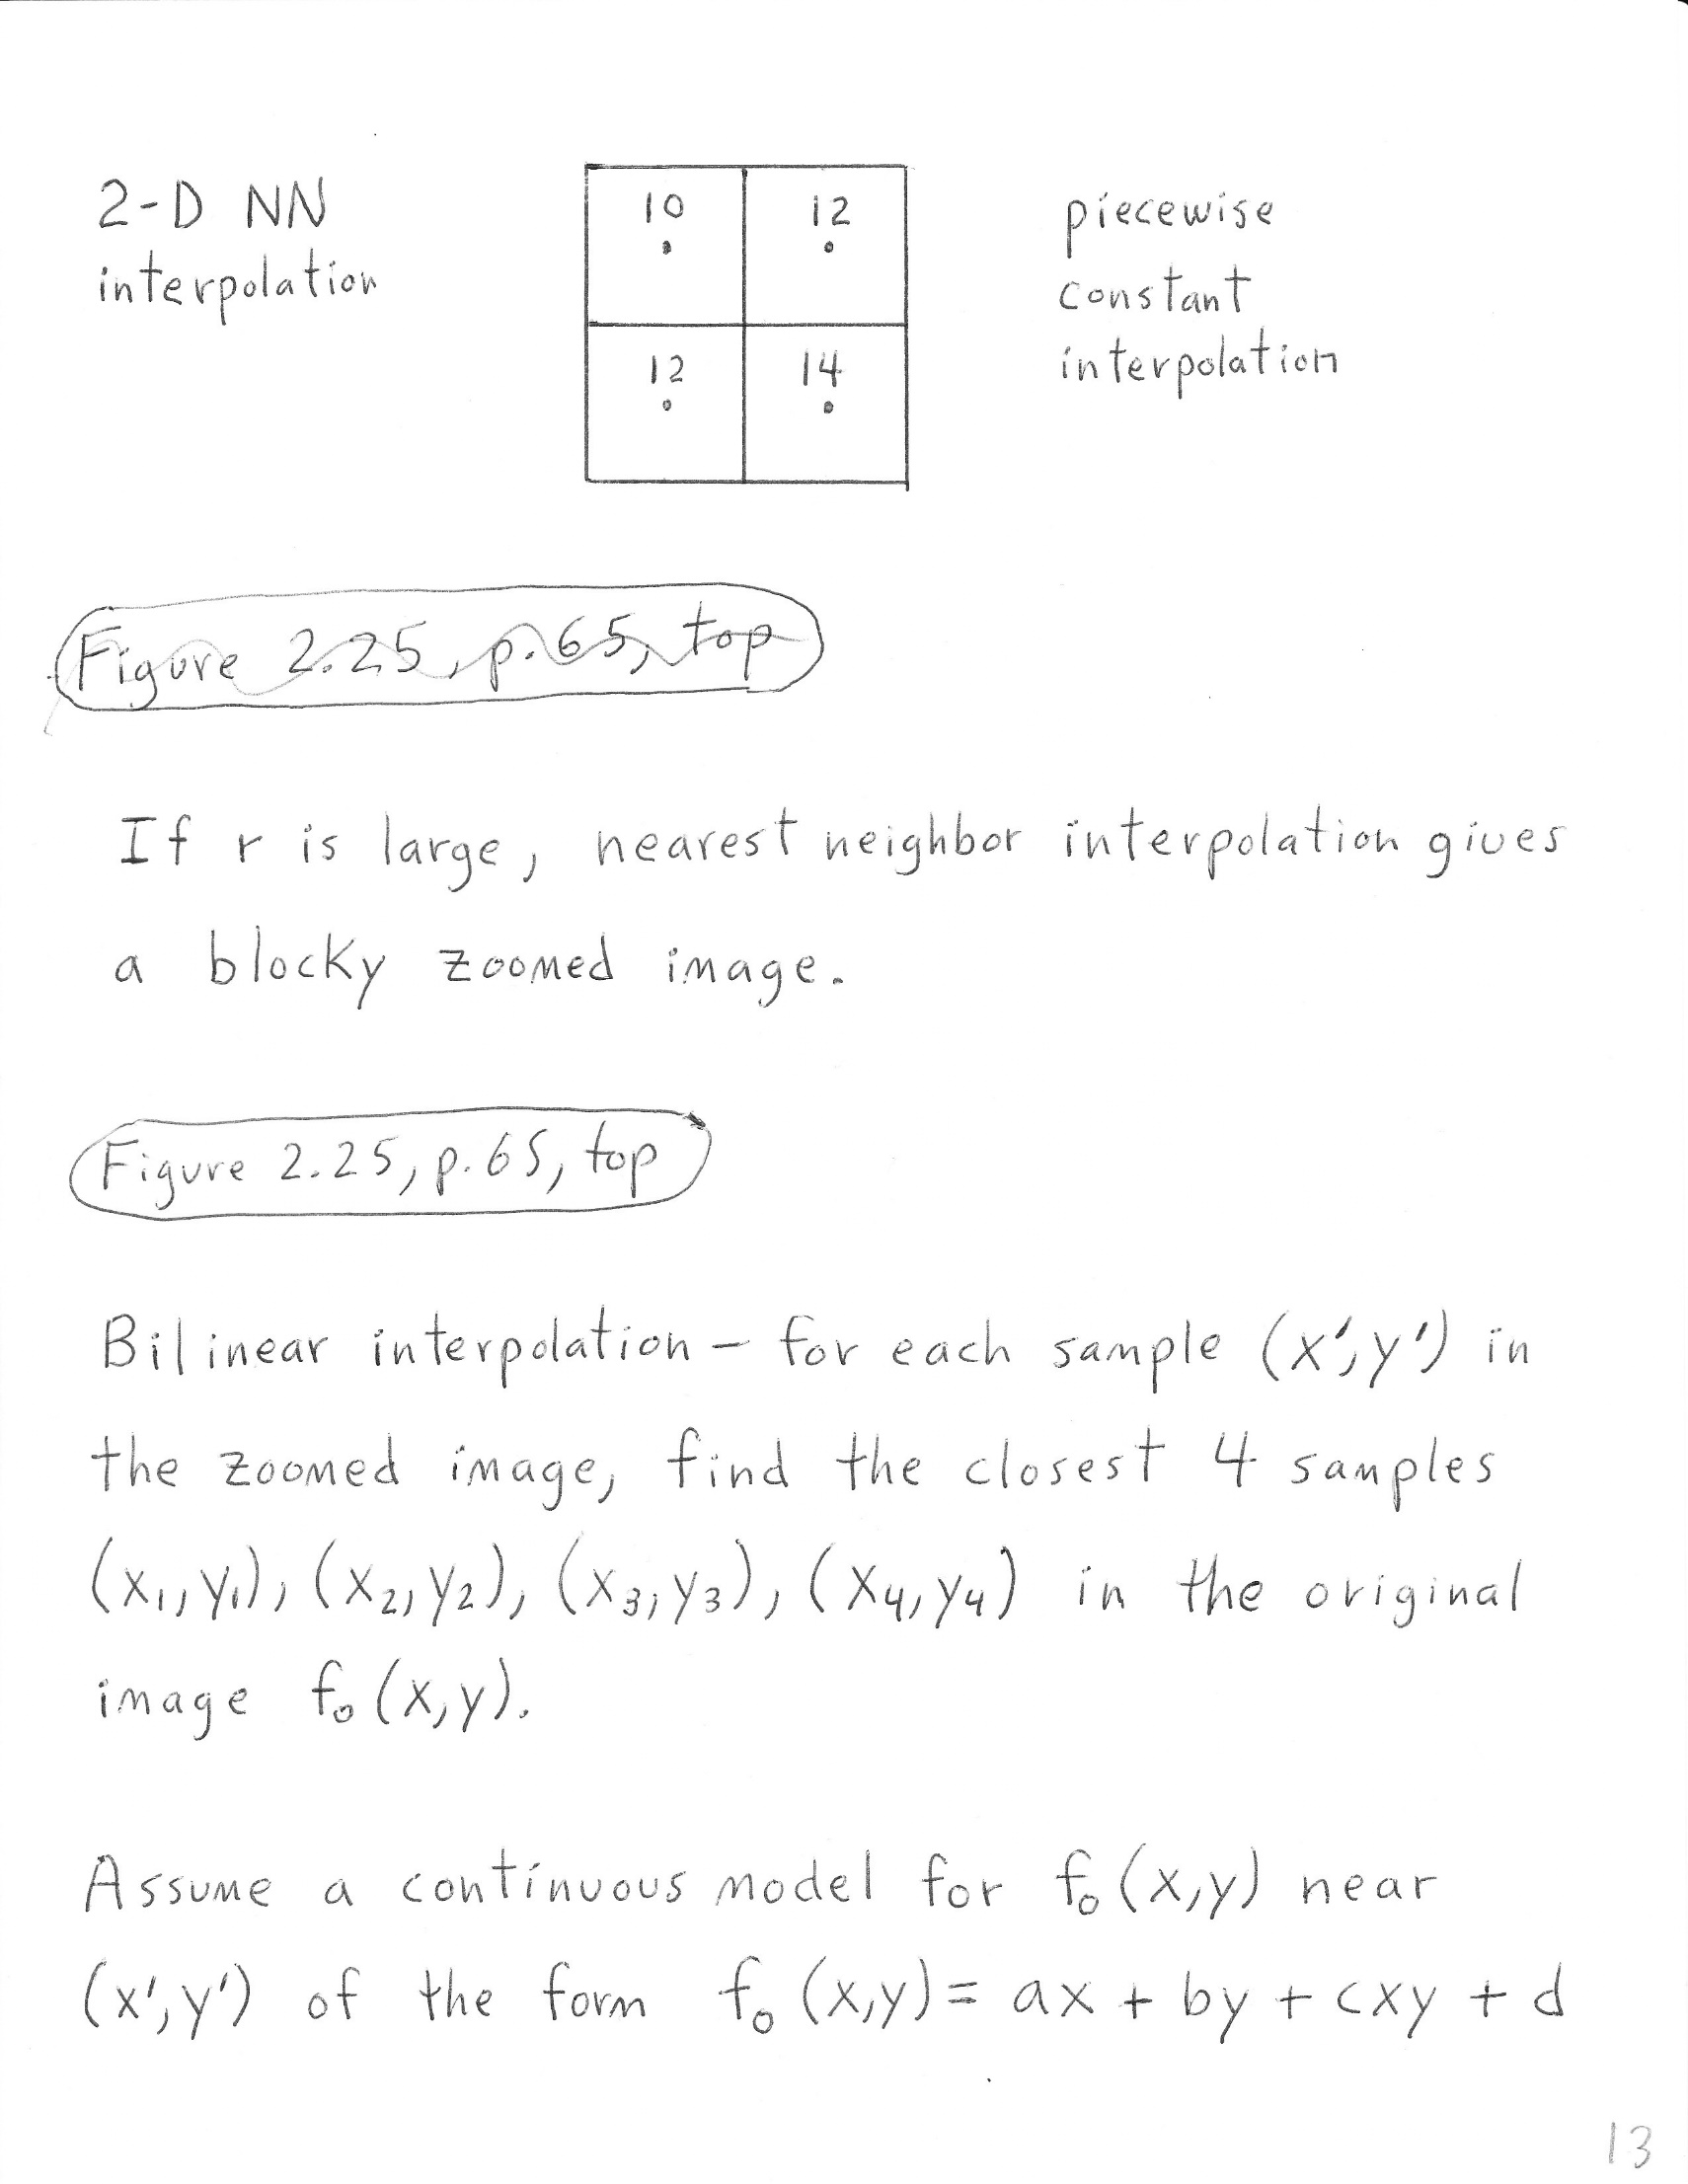 2-D NN
interpolation
10
12
12
14
piecewise
constant
interpolation
Figure 2.25, p.65, top
If r is large, nearest neighbor interpolation gives
a blocky zoomed image.
Figure 2.25, p.65, top
Bilinear interpolation – for each sample (x',y') in
the zoomed image, find the closest 4 samples
(x₁,y₁), (x₂,y₂), (x₃,y₃), (x₄,y₄) in the original
image f₀(x,y).
Assume a continuous model for f₀(x,y) near
(x',y') of the form f₀(x,y) = ax + by + cxy + d
13